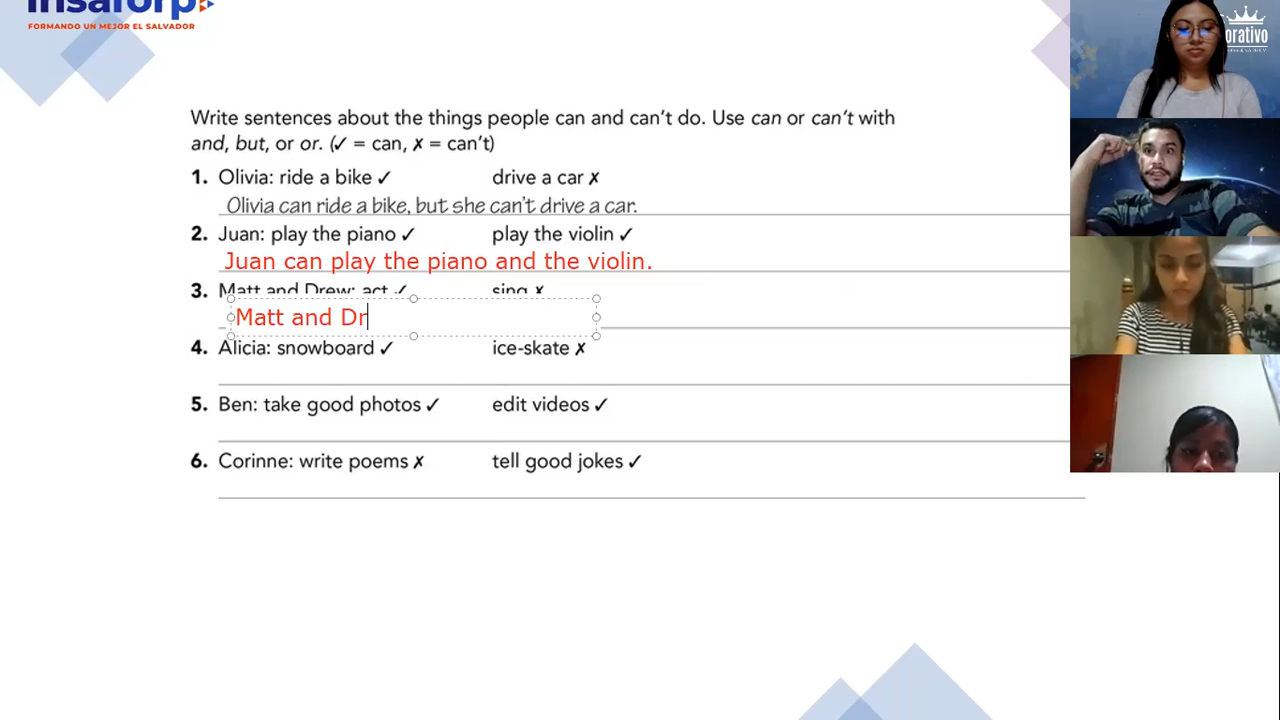 insaforp
FORMANDO UN MEJOR EL SALVADOR
orativo
Write sentences about the things people can and can't do. Use can or can't with
and, but, or or. (✓ = can, ✗ = can't)
1. Olivia: ride a bike ✓ drive a car ✗
Olivia can ride a bike, but she can't drive a car.
2. Juan: play the piano ✓ play the violin ✓
Juan can play the piano and the violin.
3. Matt and Drew: act ✓ sing ✗
Matt and Dr
4. Alicia: snowboard ✓ ice-skate ✗
5. Ben: take good photos ✓ edit videos ✓
6. Corinne: write poems ✗ tell good jokes ✓